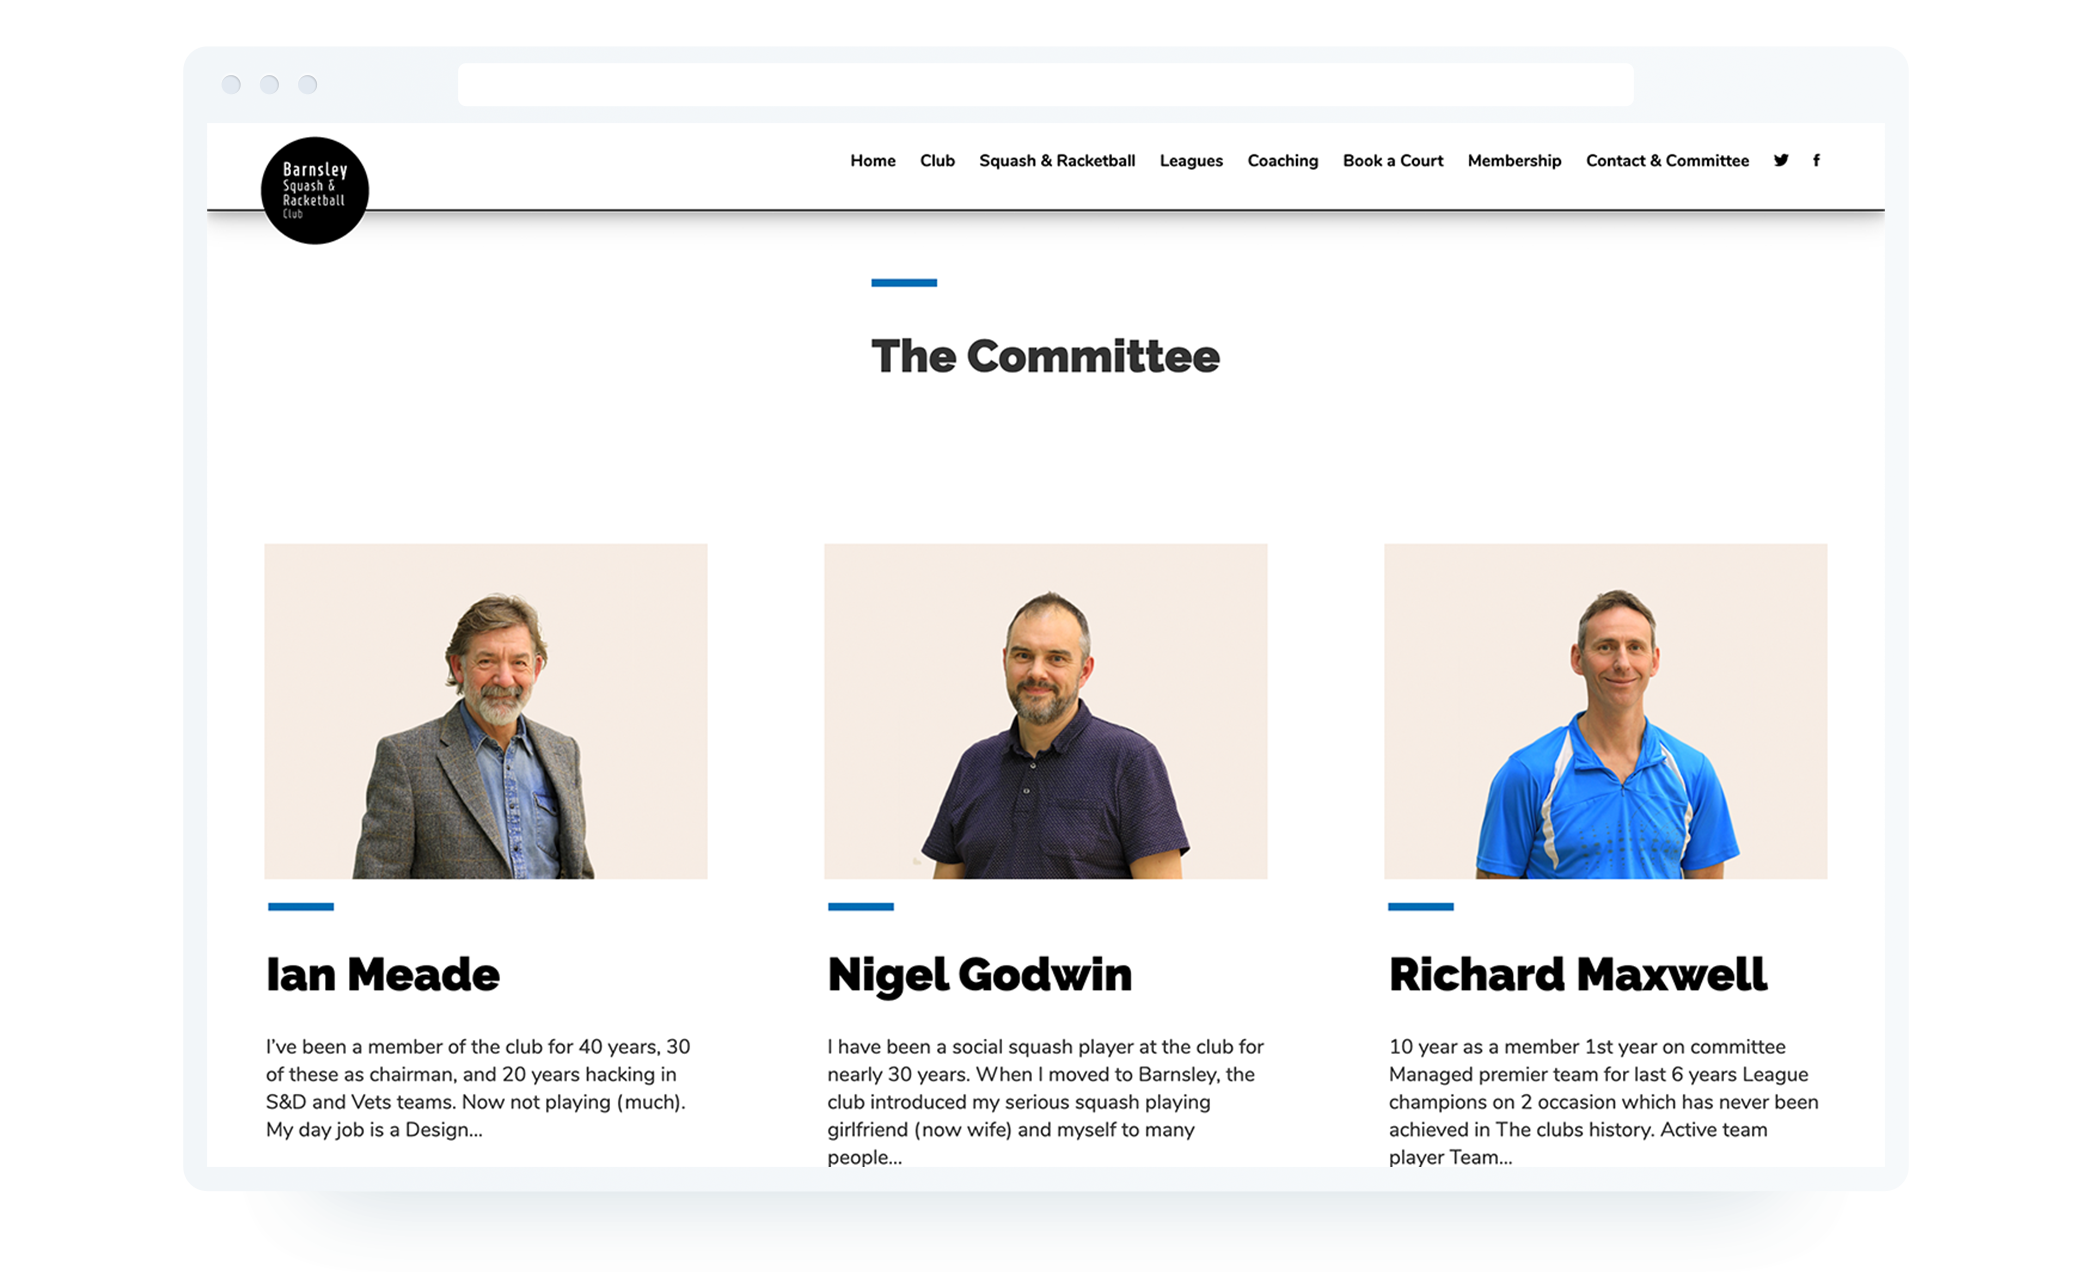 Barnsley
Squash &
Racketball
Club
Home Club Squash & Racketball Leagues Coaching Book a Court Membership Contact & Committee
The Committee
Ian Meade
I've been a member of the club for 40 years, 30
of these as chairman, and 20 years hacking in
S&D and Vets teams. Now not playing (much).
My day job is a Design...
Nigel Godwin
I have been a social squash player at the club for
nearly 30 years. When I moved to Barnsley, the
club introduced my serious squash playing
girlfriend (now wife) and myself to many
people...
Richard Maxwell
10 year as a member 1st year on committee
Managed premier team for last 6 years League
champions on 2 occasion which has never been
achieved in The clubs history. Active team
player Team...